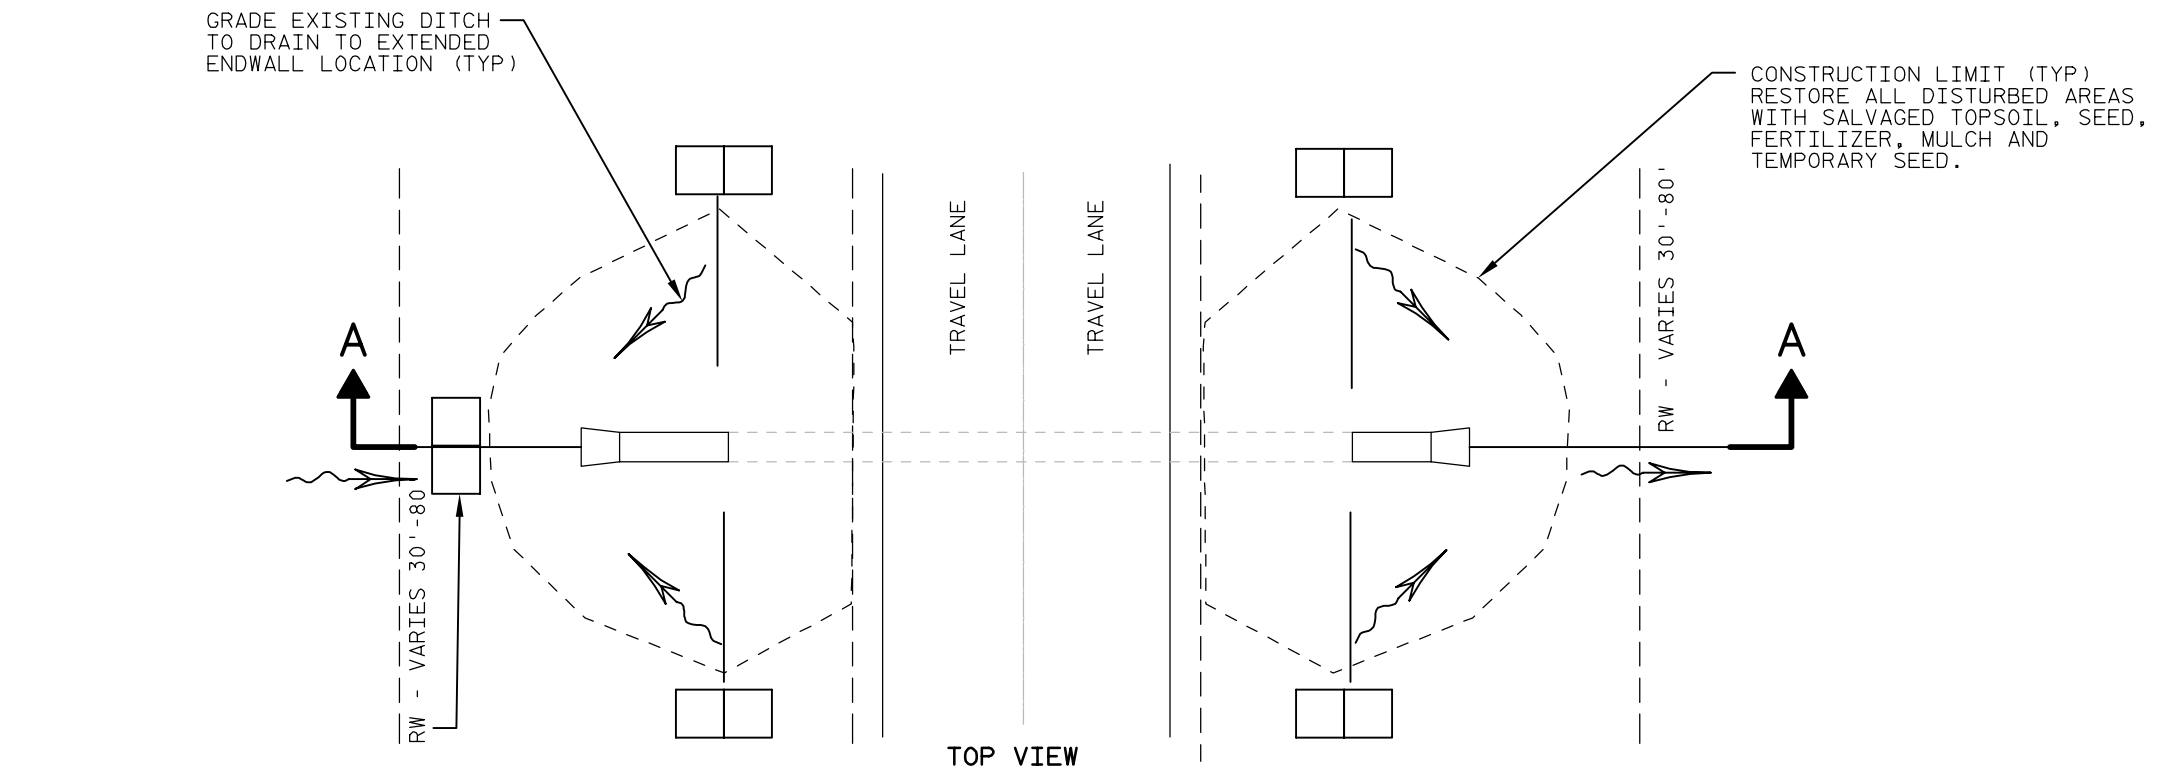 GRADE EXISTING DITCH
TO DRAIN TO EXTENDED
ENDWALL LOCATION (TYP)
CONSTRUCTION LIMIT (TYP)
RESTORE ALL DISTURBED AREAS
WITH SALVAGED TOPSOIL, SEED,
FERTILIZER, MULCH AND
TEMPORARY SEED.
TRAVEL LANE
TRAVEL LANE
RW - VARIES 30'-80'
A
A
RW - VARIES 30'-80
TOP VIEW